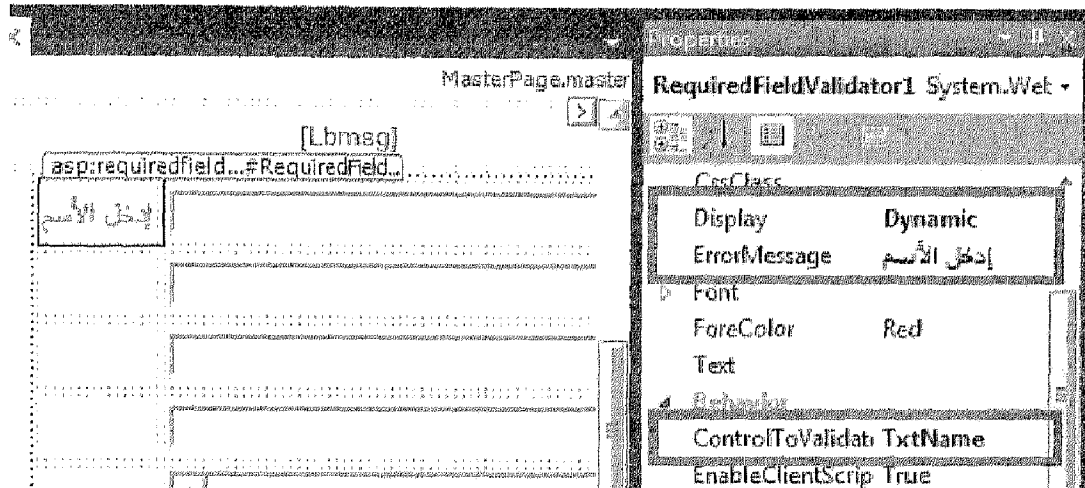 MasterPage.master
[Lbmsg]
asp:requiredfield...#RequiredField...
إدخل الأسم
Properties
RequiredFieldValidator1 System.Web
CssClass
Display Dynamic
ErrorMessage إدخل الأسم
Font
ForeColor Red
Text
Behavior
ControlToValidat TxtName
EnableClientScrip True